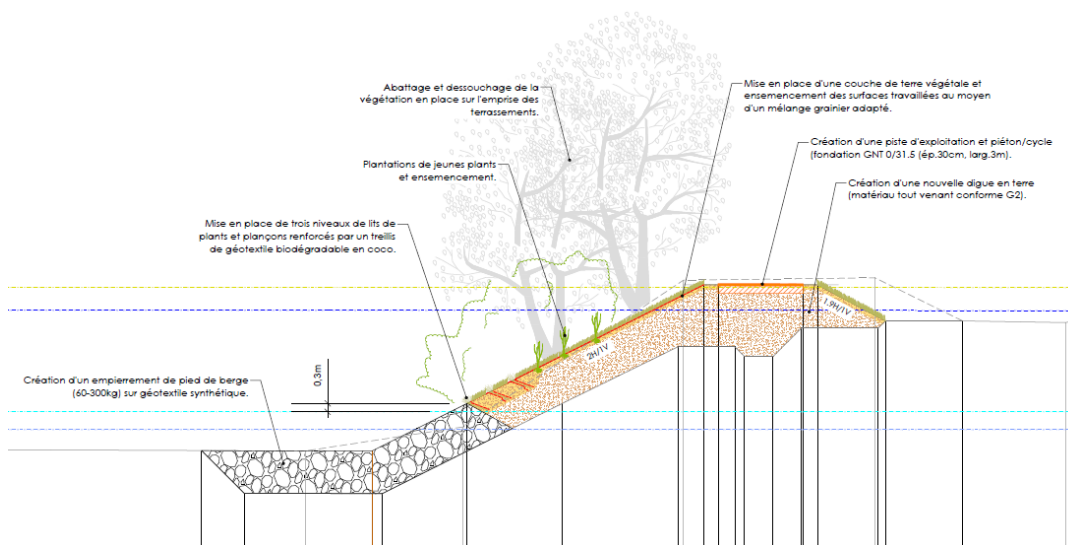 Abattage et dessouchage de la
végétation en place sur l'emprise des
terrassements.
Mise en place d'une couche de terre végétale et
ensemencement des surfaces travaillées au moyen
d'un mélange grainier adapté.
Création d'une piste d'exploitation et piéton/cycle
(fondation GNT 0/31.5 (ép.30cm, larg.3m).
Plantations de jeunes plants
et ensemencement.
Création d'une nouvelle digue en terre
(matériau tout venant conforme G2).
Mise en place de trois niveaux de lits de
plants et plançons renforcés par un treillis
de géotextile biodégradable en coco.
1.9H/1V
2H/1V
Création d'un empierrement de pied de berge
(60-300kg) sur géotextile synthétique.
0,3m